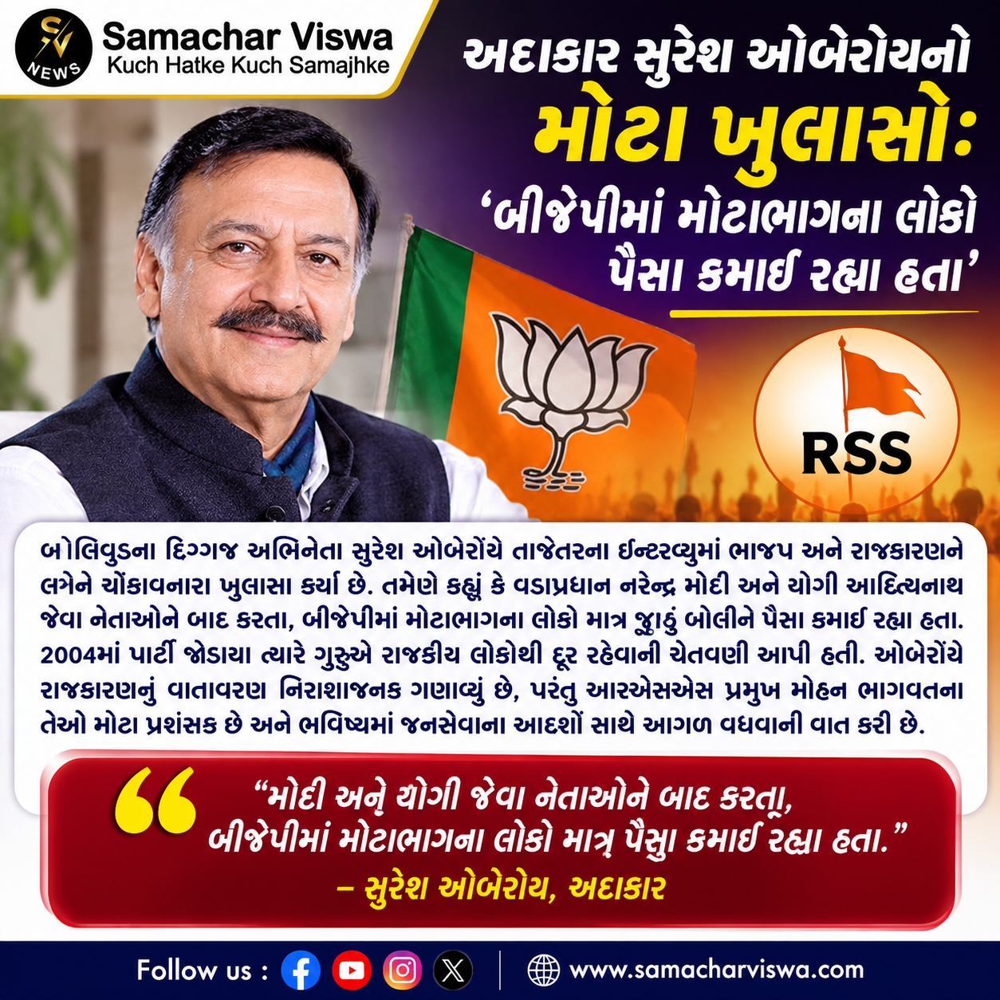 SV
NEWS
Samachar Viswa
Kuch Hatke Kuch Samajhke
અદાકાર સુરેશ ઓબેરોયનો
મોટા ખુલાસો:
‘બીજેપીમાં મોટાભાગના લોકો
પૈસા કમાઈ રહ્યા હતા’
RSS
બોલિવુડના દિગ્ગજ અભિનેતા સુરેશ ઓબેરોંયે તાજેતરના ઈન્ટરવ્યુમાં ભાજપ અને રાજકારણને
લગેને ચોંકાવનારા ખુલાસા કર્યા છે. તમેણે કહ્યું કે વડાપ્રધાન નરેન્દ્ર મોદી અને યોગી આદિત્યનાથ
જેવા નેતાઓને બાદ કરતા, બીજેપીમાં મોટાભાગના લોકો માત્ર જુાઠું બોલીને પૈસા કમાઈ રહ્યા હતા.
2004માં પાર્ટી જોડાયા ત્યારે ગુરુએ રાજકીય લોકોથી દૂર રહેવાની ચેતવણી આપી હતી. ઓબેરોંયે
રાજકારણનું વાતાવરણ નિરાશાજનક ગણાવ્યું છે, પરંતુ આરએસએસ પ્રમુખ મોહન ભાગવતના
તેઓ મોટા પ્રશંસક છે અને ભવિષ્યમાં જનસેવાના આદર્શો સાથે આગળ વધવાની વાત કરી છે.
“મોદી અને યોગી જેવા નેતાઓને બાદ કરતા,
બીજેપીમાં મોટાભાગના લોકો માત્ર પૈસા કમાઈ રહ્યા હતા.”
– સુરેશ ઓબેરોય, અદાકાર
Follow us :
www.samacharviswa.com